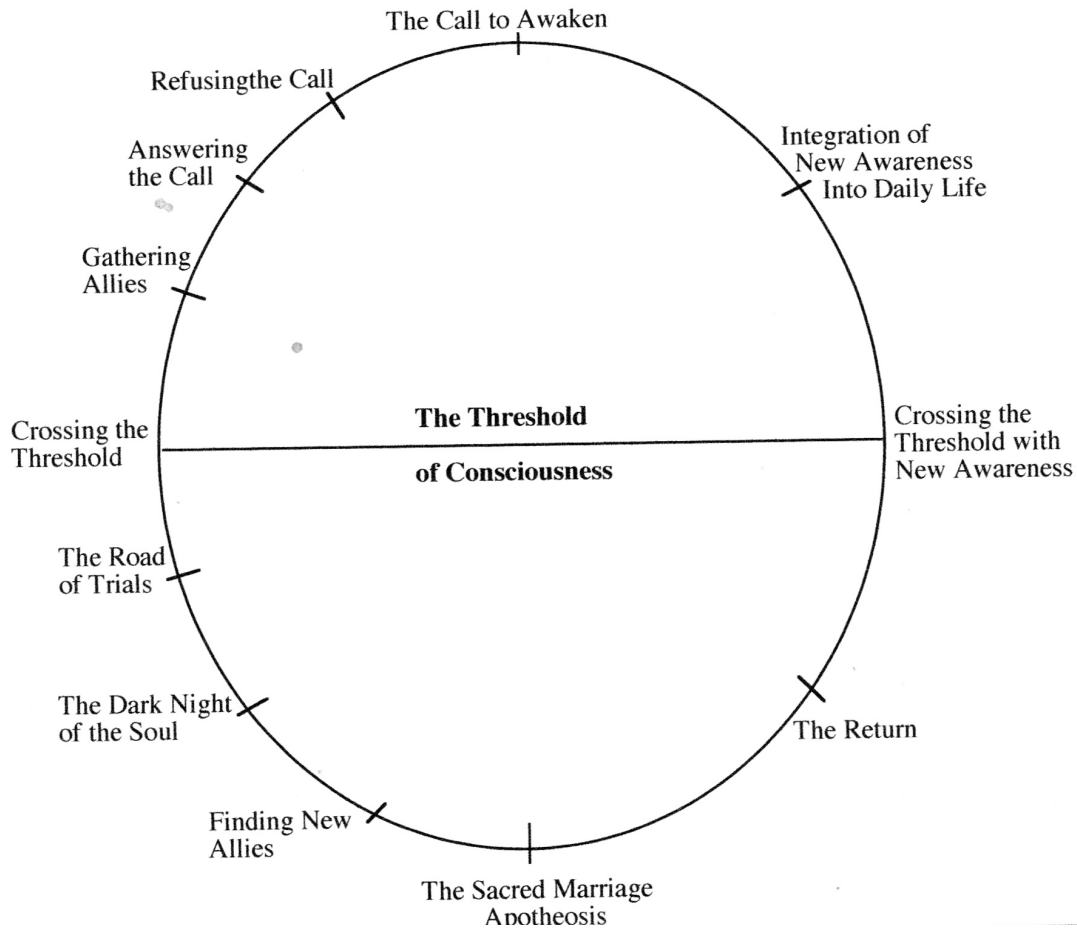 The Call to Awaken
Refusingthe Call
Answering
the Call
Gathering
Allies
Crossing the
Threshold
The Road
of Trials
The Dark Night
of the Soul
Finding New
Allies
The Sacred Marriage
Apotheosis
The Return
Crossing the
Threshold with
New Awareness
Integration of
New Awareness
Into Daily Life
The Threshold
of Consciousness